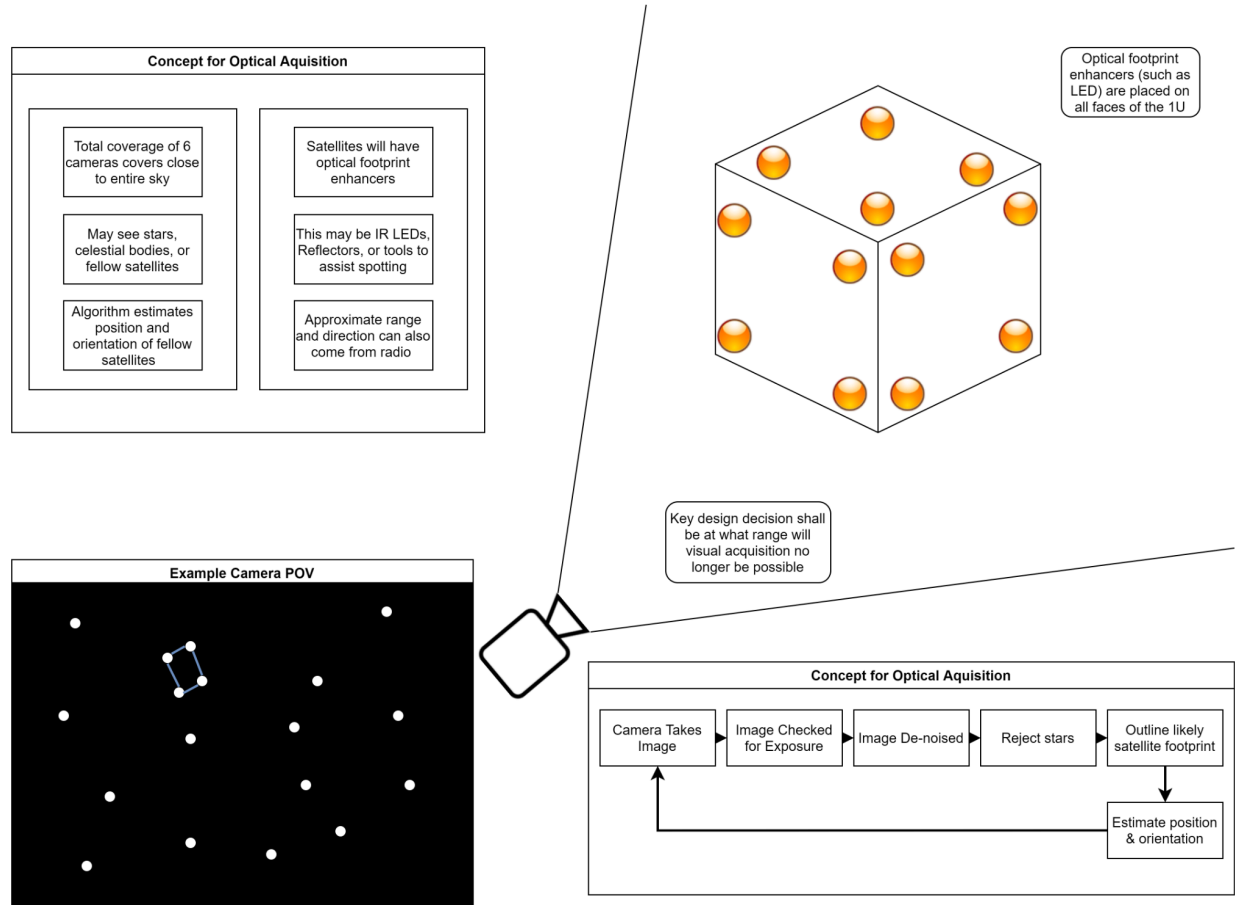 Concept for Optical Aquisition
Total coverage of 6
cameras covers close
to entire sky
May see stars,
celestial bodies, or
fellow satellites
Algorithm estimates
position and
orientation of fellow
satellites
Satellites will have
optical footprint
enhancers
This may be IR LEDs,
Reflectors, or tools to
assist spotting
Approximate range
and direction can also
come from radio
Optical footprint
enhancers (such as
LED) are placed on
all faces of the 1U
Key design decision shall
be at what range will
visual acquisition no
longer be possible
Example Camera POV
Concept for Optical Aquisition
Camera Takes
Image
Image Checked
for Exposure
Image De-noised
Reject stars
Outline likely
satellite footprint
Estimate position
& orientation